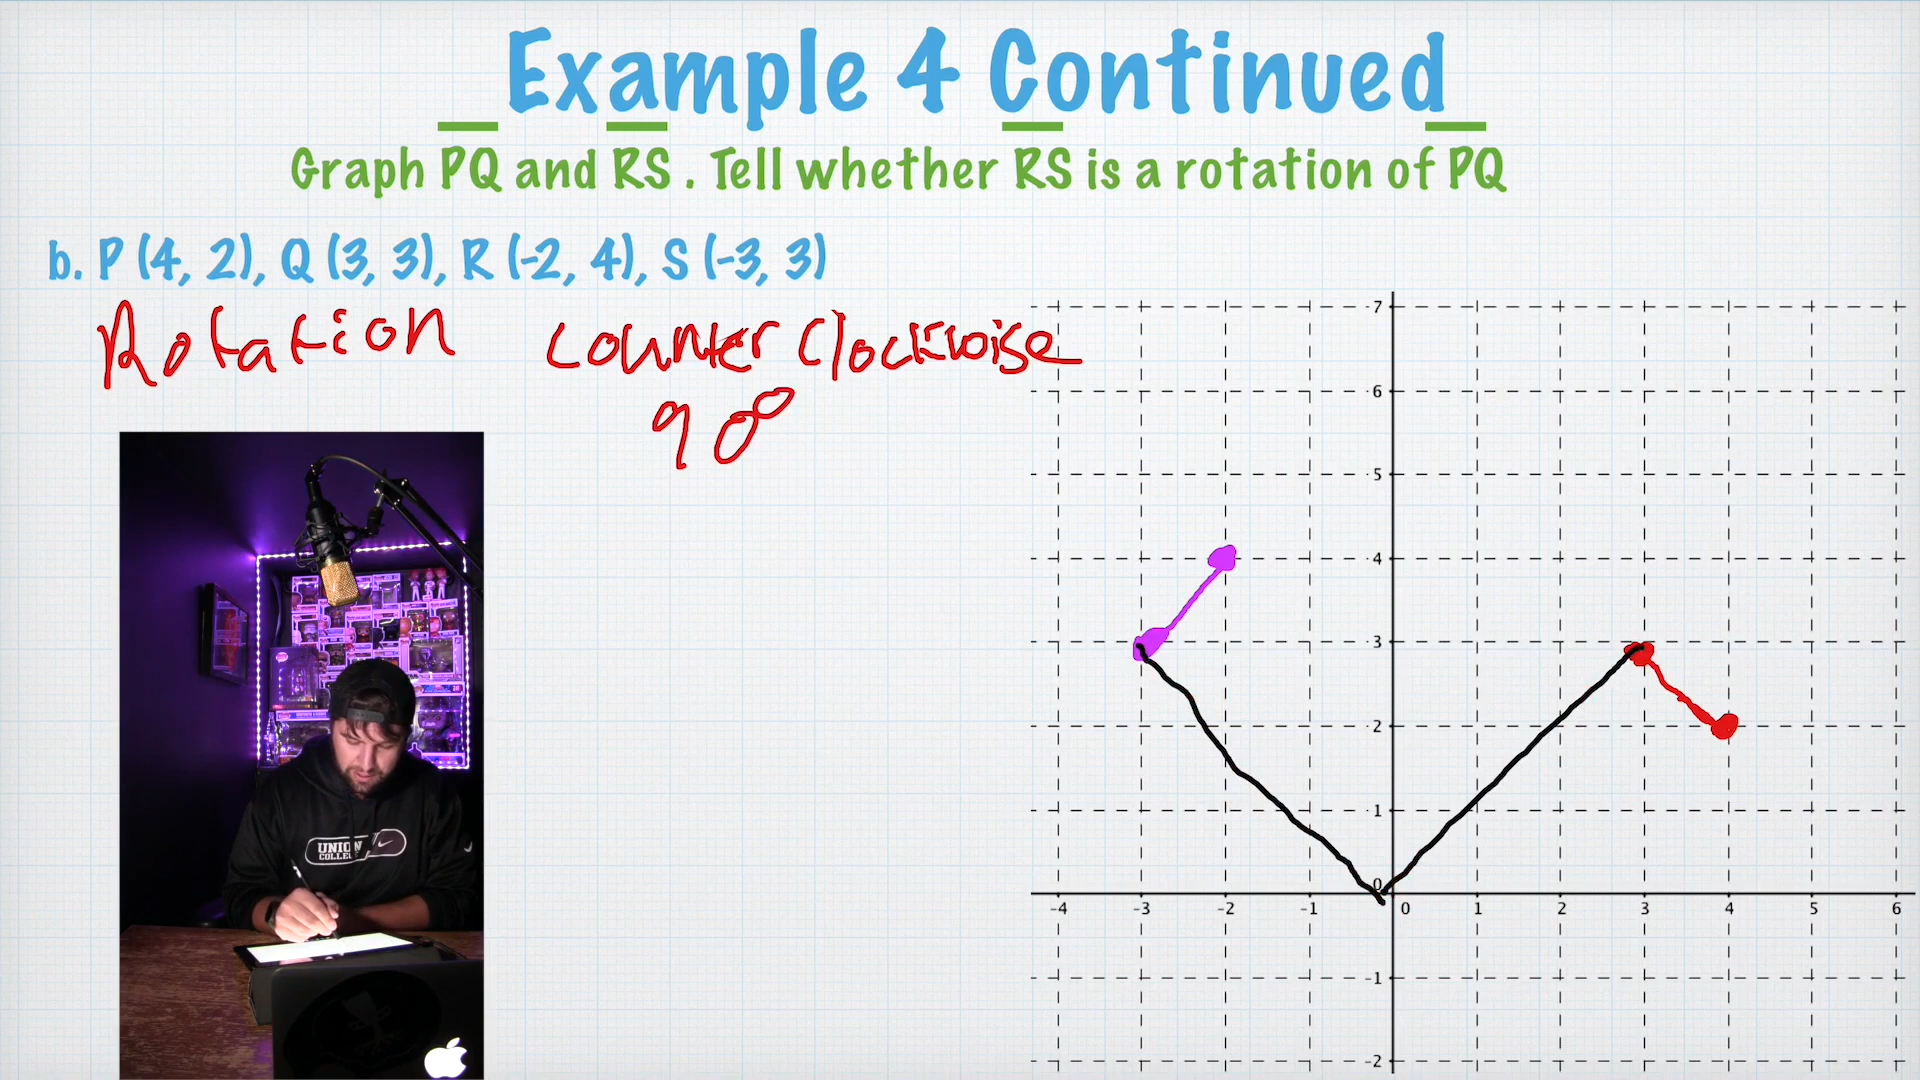 Example 4 Continued
Graph PQ and RS . Tell whether RS is a rotation of PQ
b. P (4, 2), Q (3, 3), R (-2, 4), S (-3, 3)
Rotation counter clockwise
90°
7
6
5
4
3
2
1
0
-4 -3 -2 -1 0 1 2 3 4 5 6
-1
-2
UNION
COLLEGE